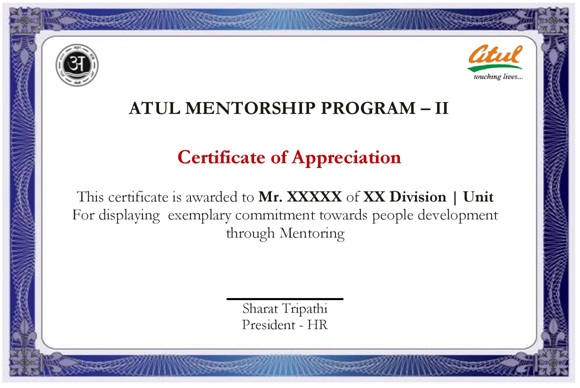 अ
Atul
touching lives...
ATUL MENTORSHIP PROGRAM – II
Certificate of Appreciation
This certificate is awarded to Mr. XXXXX of XX Division | Unit
For displaying exemplary commitment towards people development
through Mentoring
Sharat Tripathi
President - HR